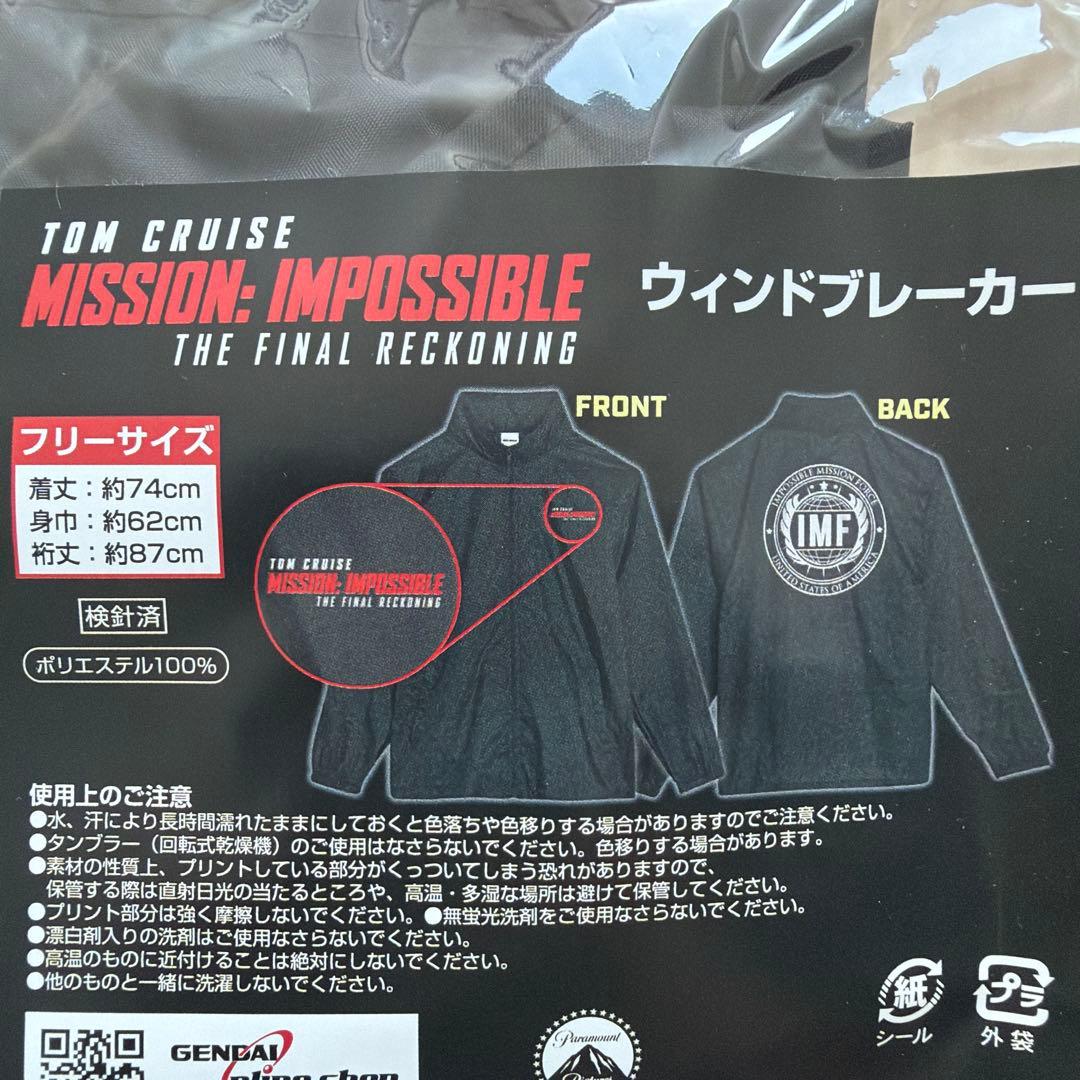 TOM CRUISE
MISSION: IMPOSSIBLE
THE FINAL RECKONING
ウィンドブレーカー
FRONT
BACK
フリーサイズ
着丈：約74cm
身巾：約62cm
裄丈：約87cm
検針済
ポリエステル100%
TOM CRUISE
MISSION: IMPOSSIBLE
THE FINAL RECKONING
TOM CRUISE
MISSION: IMPOSSIBLE
THE FINAL RECKONING
IMPOSSIBLE MISSION FORCE
IMF
UNITED STATES OF AMERICA
使用上のご注意
●水、汗により長時間濡れたままにしておくと色落ちや色移りする場合がありますのでご注意ください。
●タンブラー（回転式乾燥機）のご使用はなさらないでください。色移りする場合があります。
●素材の性質上、プリントしている部分がくっついてしまう恐れがありますので、
保管する際は直射日光の当たるところや、高温・多湿な場所は避けて保管してください。
●プリント部分は強く摩擦しないでください。●無蛍光洗剤をご使用なさらないでください。
●漂白剤入りの洗剤はご使用なさらないでください。
●高温のものに近付けることは絶対にしないでください。
●他のものと一緒に洗濯しないでください。
紙
シール
プラ
外袋
GENDAI
Online shop
Paramount
Pictures